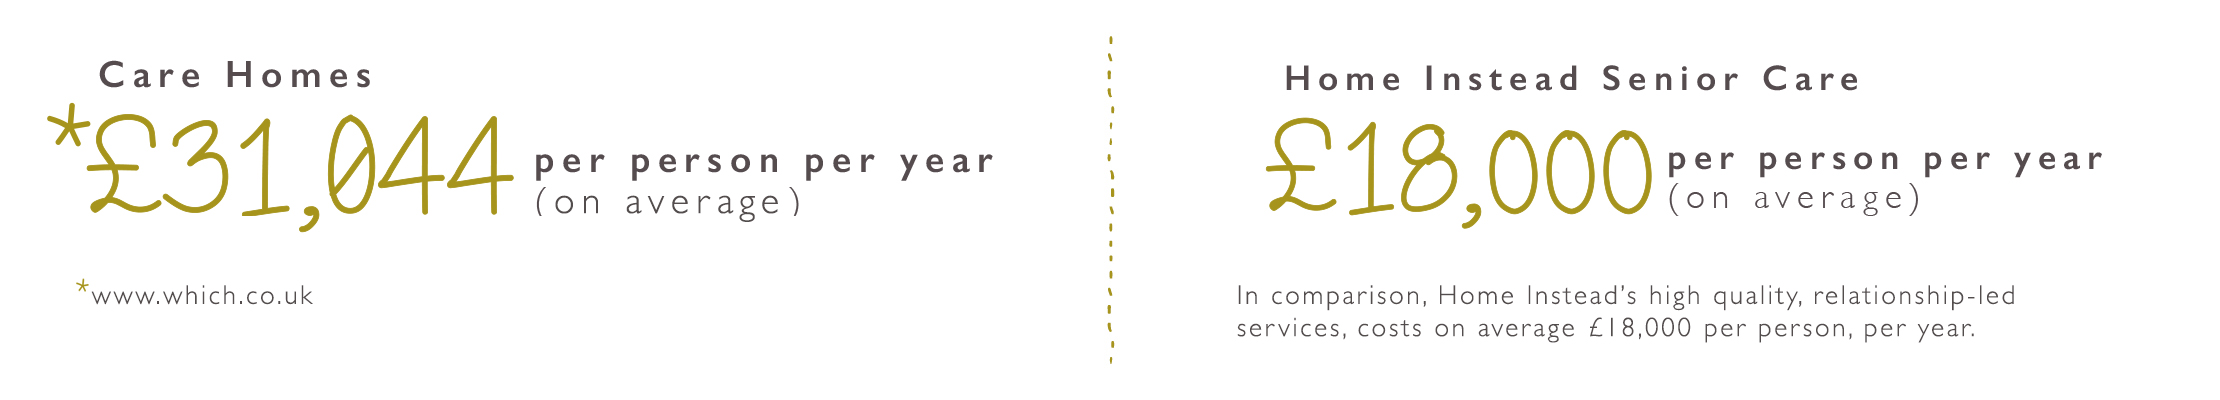 Care Homes
*£31,044 per person per year
(on average)
*www.which.co.uk
Home Instead Senior Care
£18,000 per person per year
(on average)
In comparison, Home Instead’s high quality, relationship-led
services, costs on average £18,000 per person, per year.